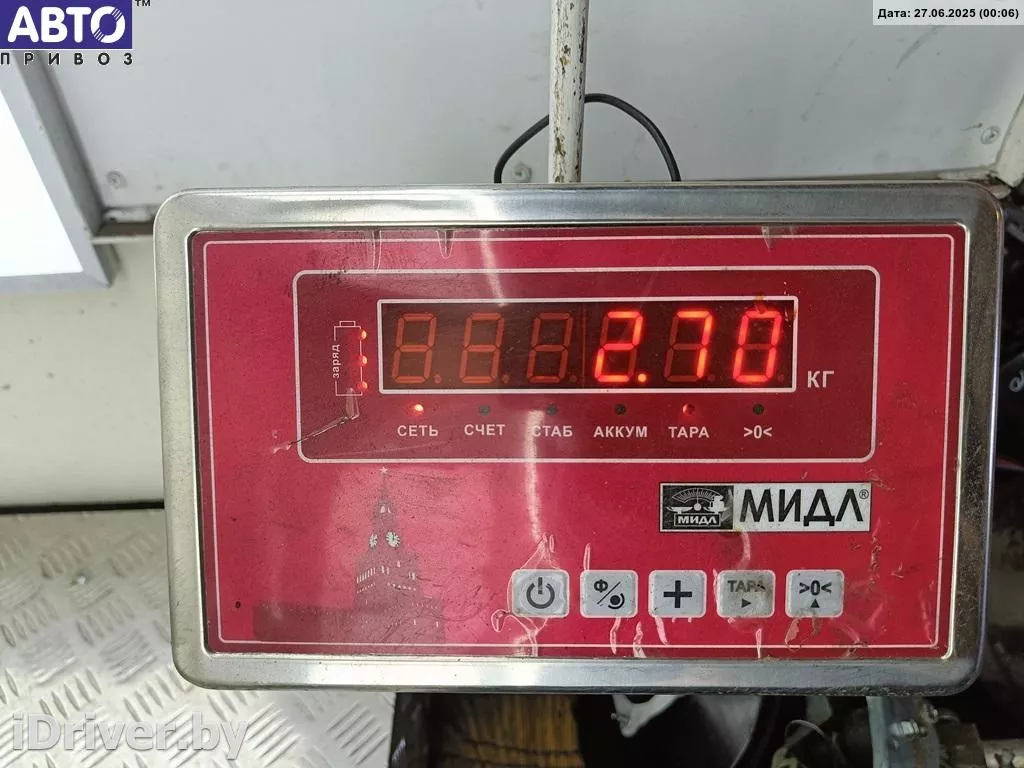 АВТО™
ПРИВОЗ
Дата: 27.06.2025 (00:06)
заряд
2.70
КГ
СЕТЬ СЧЕТ СТАБ АККУМ ТАРА >0<
МИДЛ МИДЛ®
Ф ТАРА >0<
iDriver.by